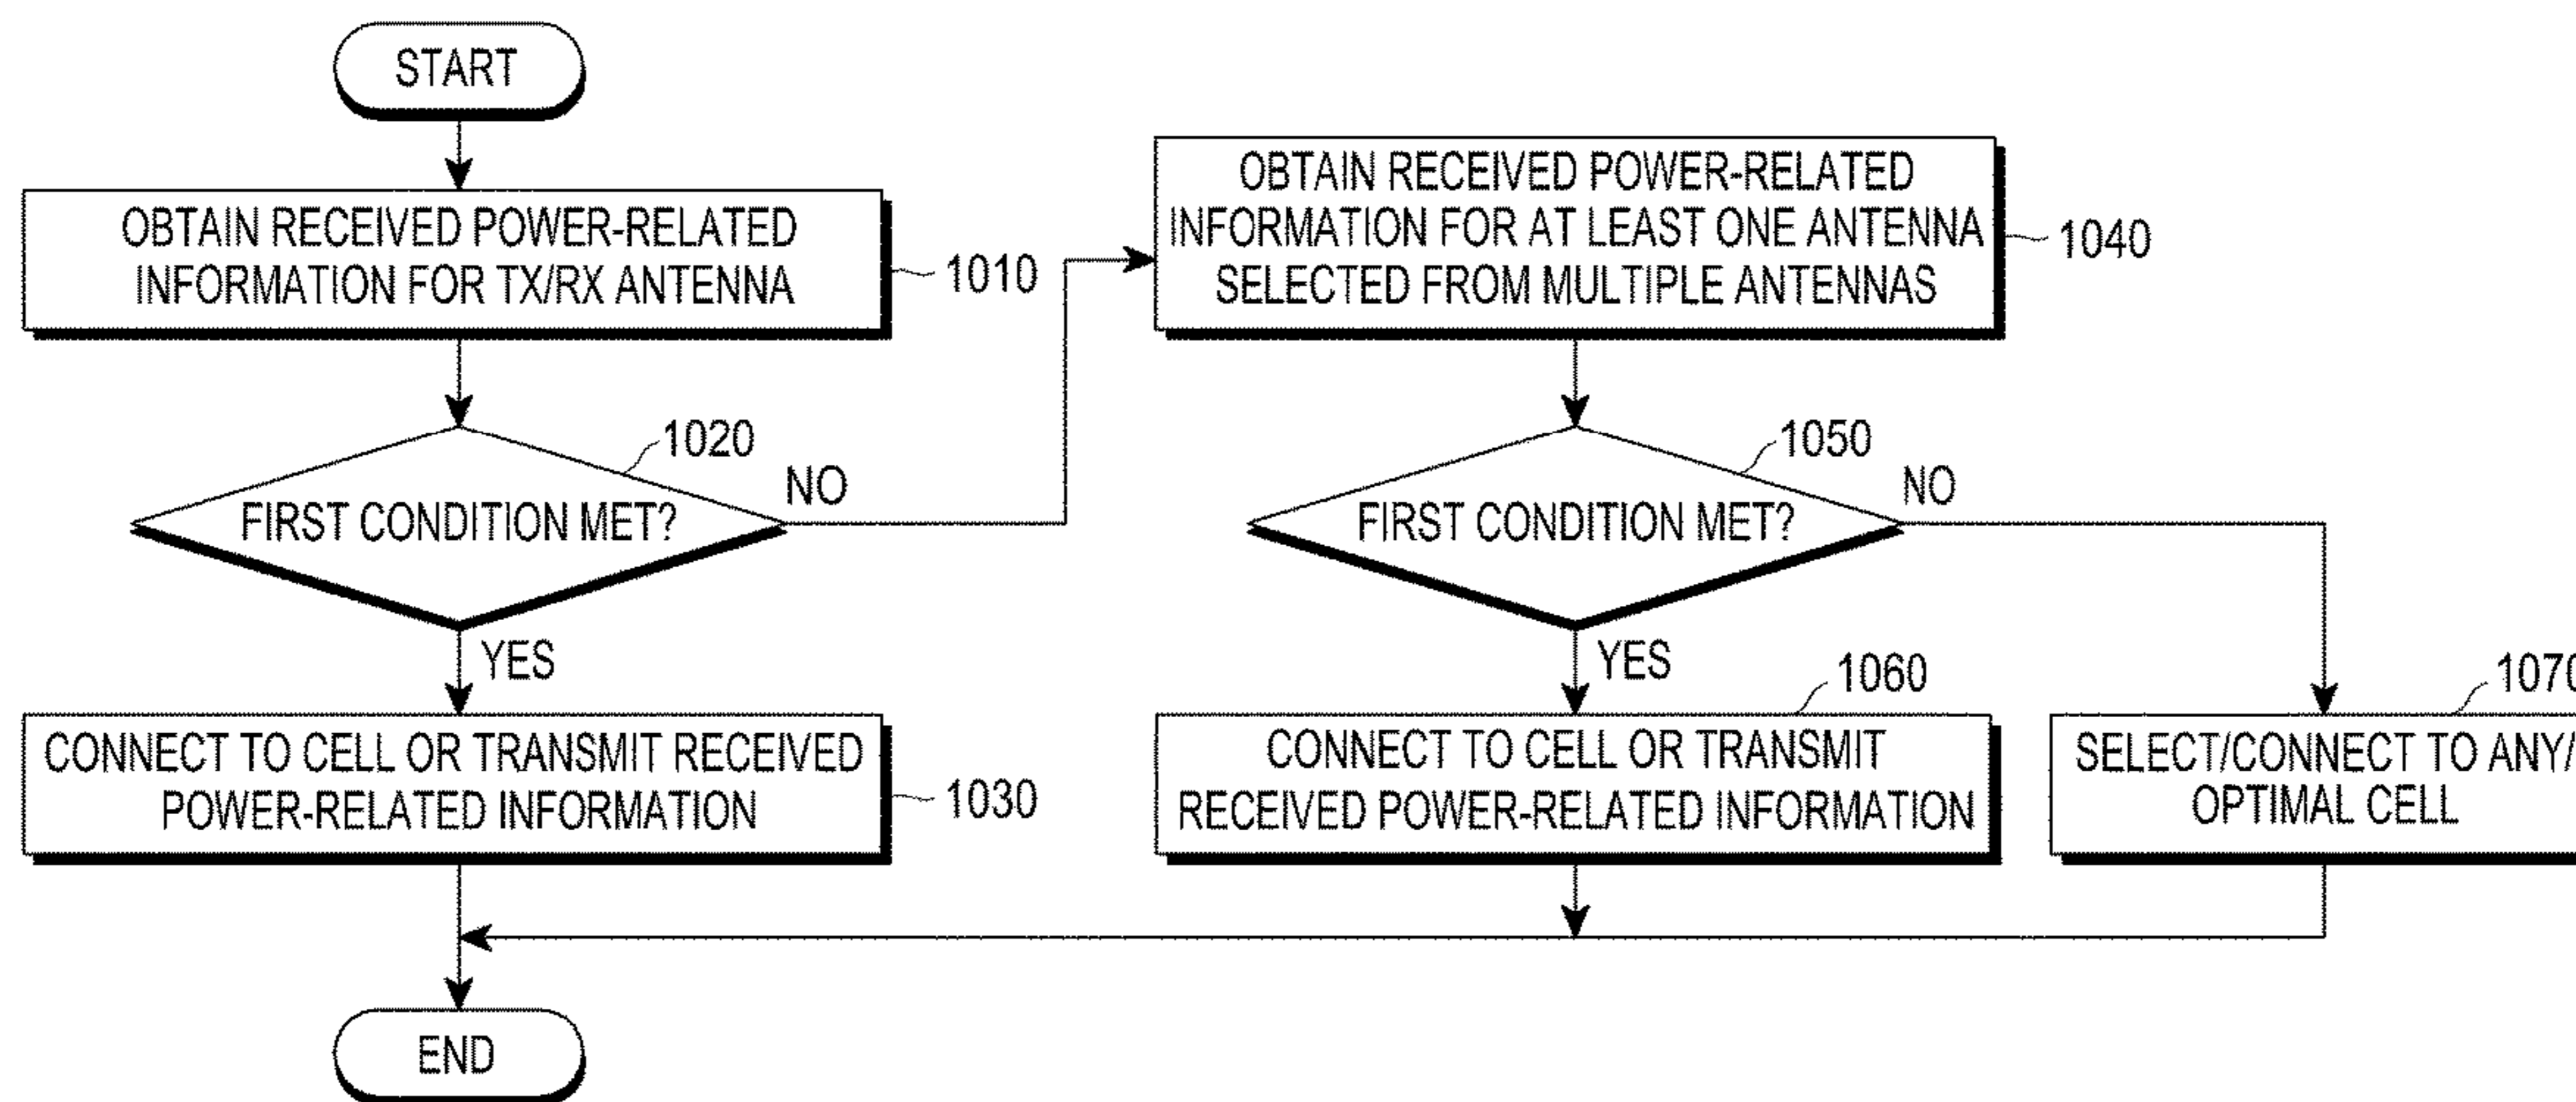 START
OBTAIN RECEIVED POWER-RELATED
INFORMATION FOR TX/RX ANTENNA
1010
1020
FIRST CONDITION MET?
NO
YES
CONNECT TO CELL OR TRANSMIT RECEIVED
POWER-RELATED INFORMATION
1030
OBTAIN RECEIVED POWER-RELATED
INFORMATION FOR AT LEAST ONE ANTENNA
SELECTED FROM MULTIPLE ANTENNAS
1040
1050
FIRST CONDITION MET?
NO
YES
1060
CONNECT TO CELL OR TRANSMIT
RECEIVED POWER-RELATED INFORMATION
1070
SELECT/CONNECT TO ANY/
OPTIMAL CELL
END